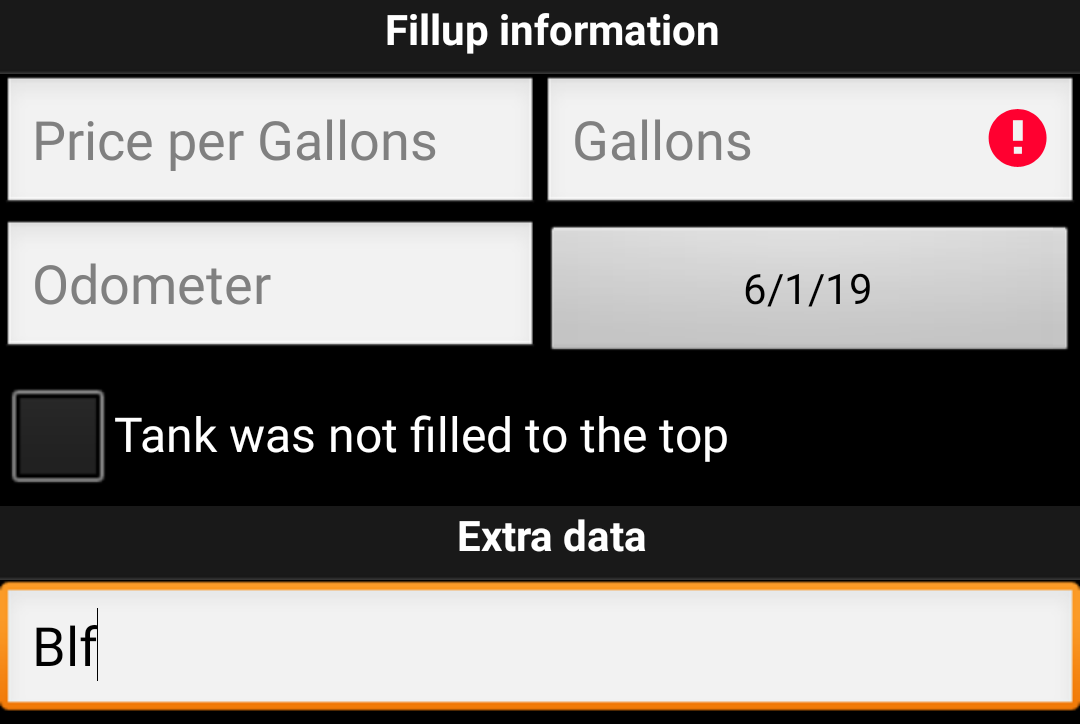 Fillup information
Price per Gallons
Gallons
Odometer
6/1/19
Tank was not filled to the top
Extra data
Blf